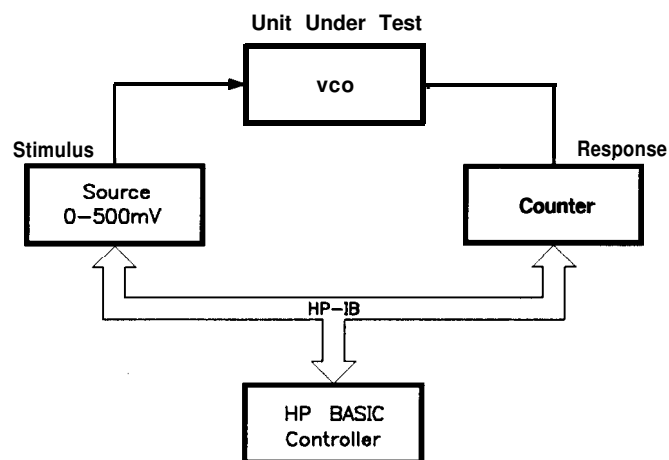 Unit Under Test
vco
Stimulus
Response
Source
0-500mV
Counter
HP-IB
HP BASIC
Controller